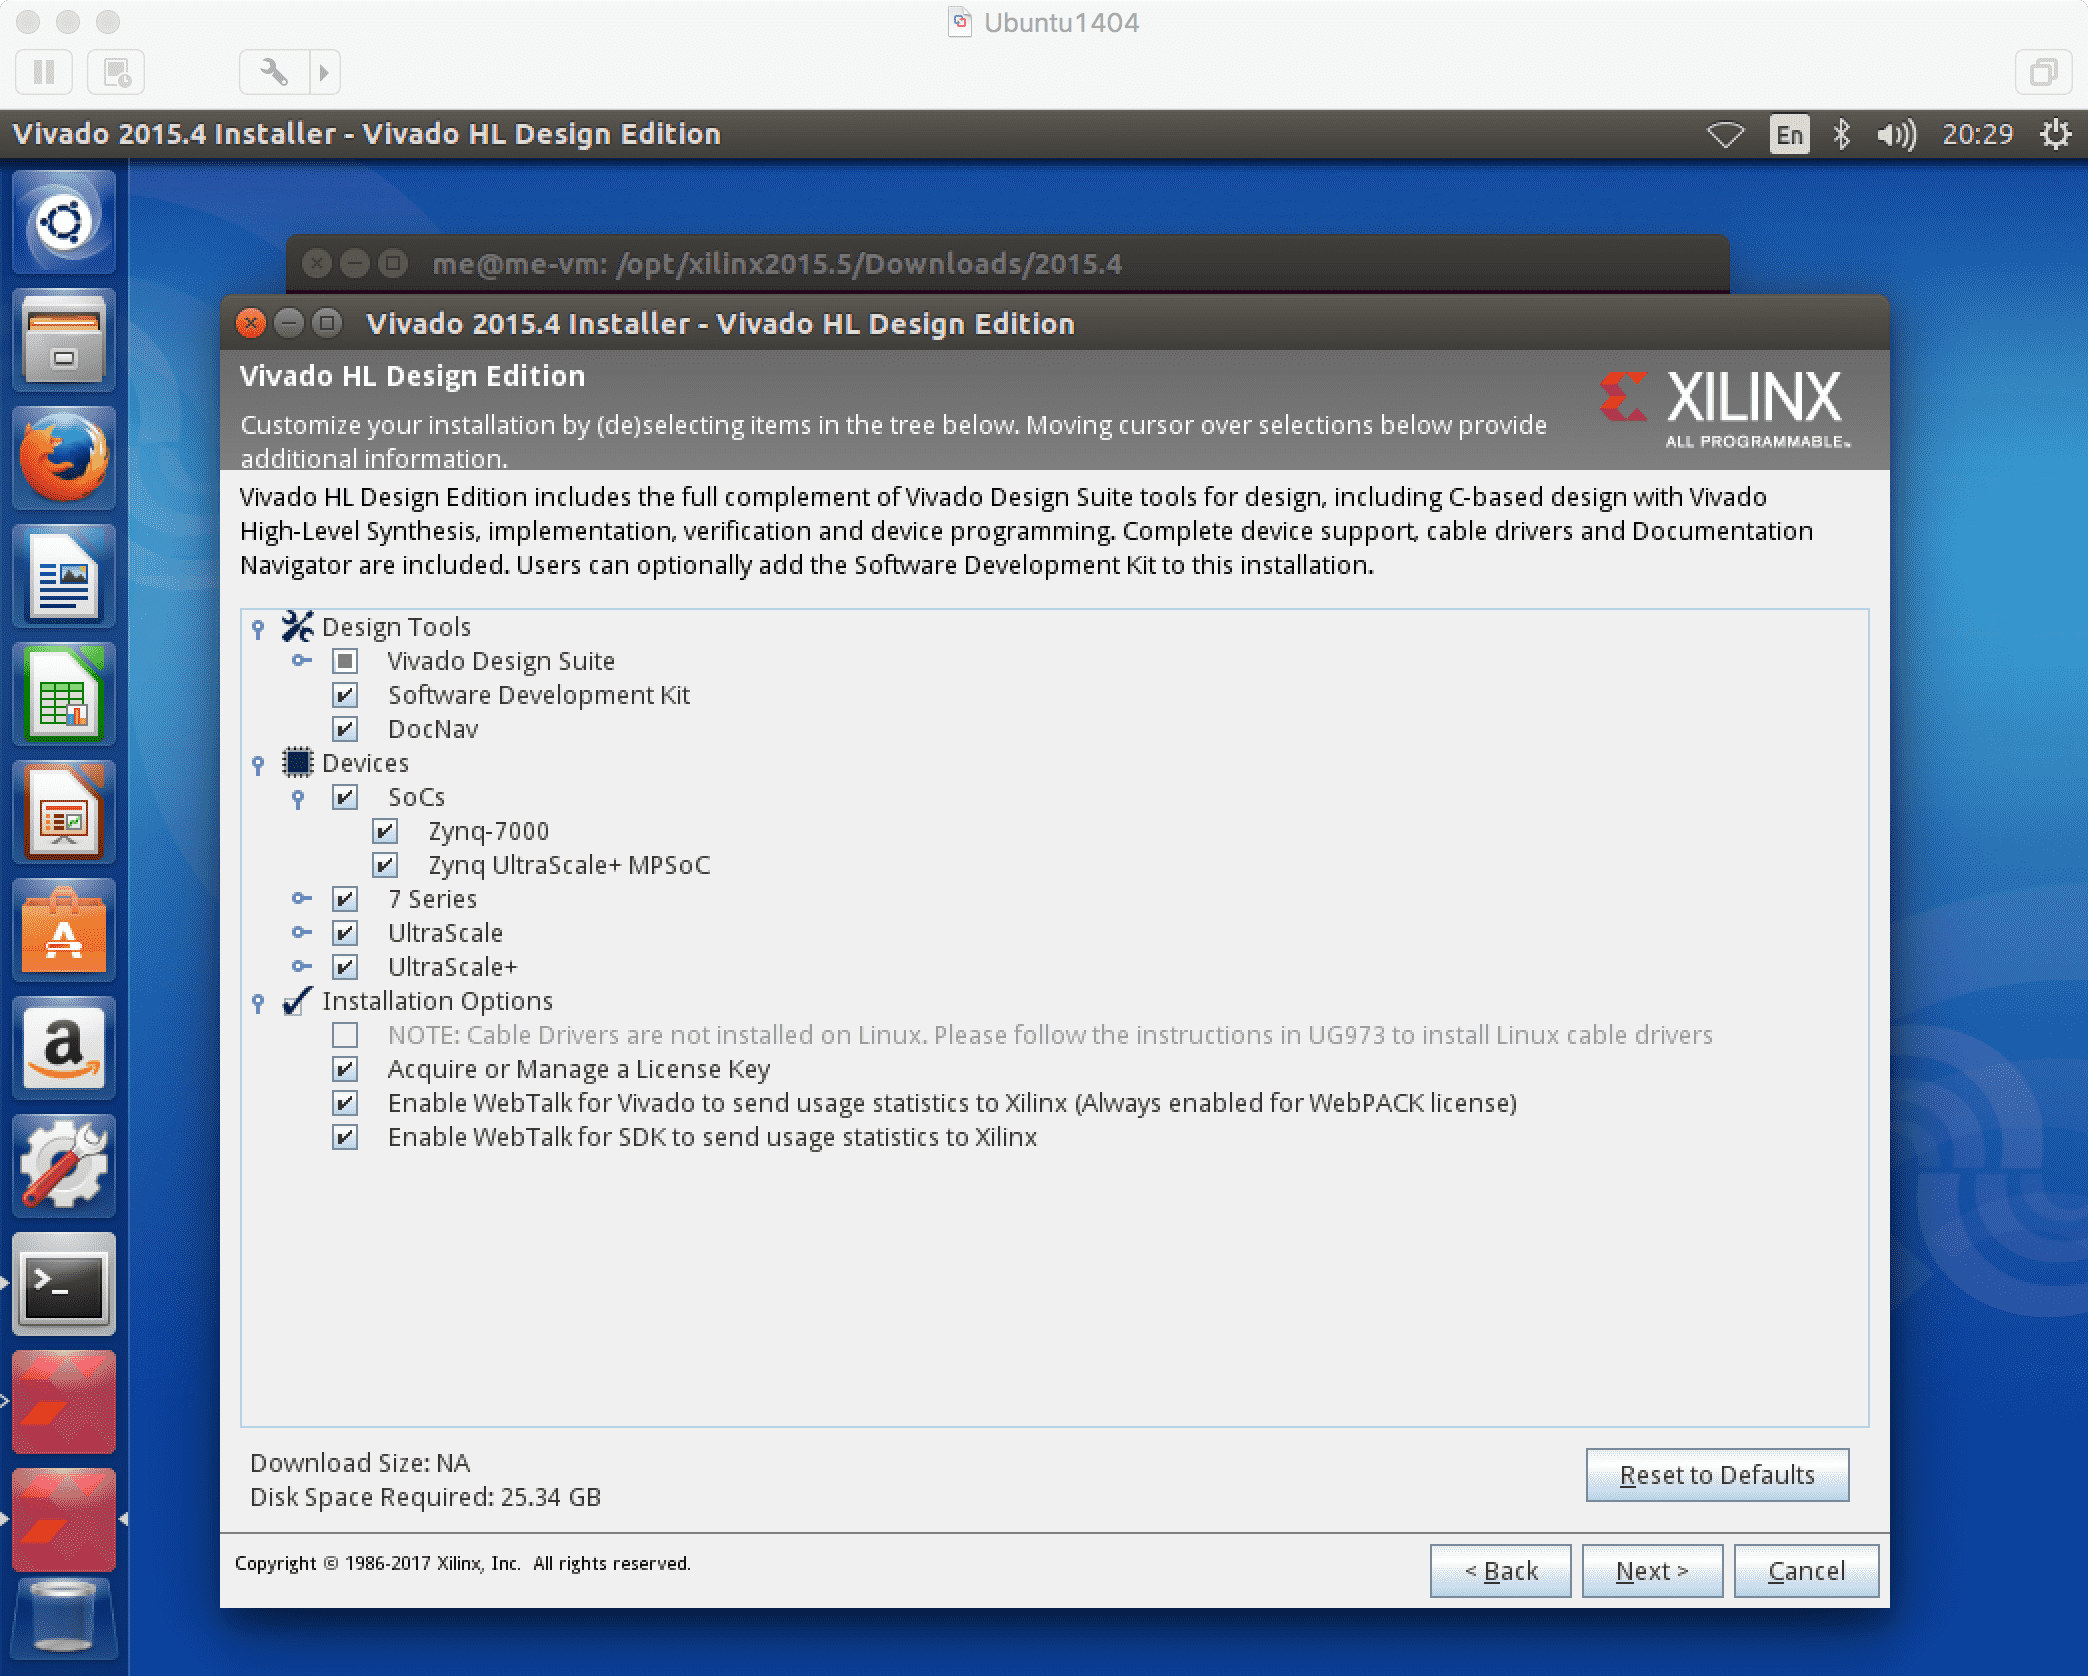 Ubuntu1404
Vivado 2015.4 Installer - Vivado HL Design Edition
En
20:29
me@me-vm: /opt/xilinx2015.5/Downloads/2015.4
Vivado 2015.4 Installer - Vivado HL Design Edition
Vivado HL Design Edition
Customize your installation by (de)selecting items in the tree below. Moving cursor over selections below provide
additional information.
XILINX
ALL PROGRAMMABLE™
Vivado HL Design Edition includes the full complement of Vivado Design Suite tools for design, including C-based design with Vivado
High-Level Synthesis, implementation, verification and device programming. Complete device support, cable drivers and Documentation
Navigator are included. Users can optionally add the Software Development Kit to this installation.
Design Tools
Vivado Design Suite
Software Development Kit
DocNav
Devices
SoCs
Zynq-7000
Zynq UltraScale+ MPSoC
7 Series
UltraScale
UltraScale+
Installation Options
NOTE: Cable Drivers are not installed on Linux. Please follow the instructions in UG973 to install Linux cable drivers
Acquire or Manage a License Key
Enable WebTalk for Vivado to send usage statistics to Xilinx (Always enabled for WebPACK license)
Enable WebTalk for SDK to send usage statistics to Xilinx
Download Size: NA
Disk Space Required: 25.34 GB
Reset to Defaults
Copyright © 1986-2017 Xilinx, Inc.  All rights reserved.
< Back
Next >
Cancel